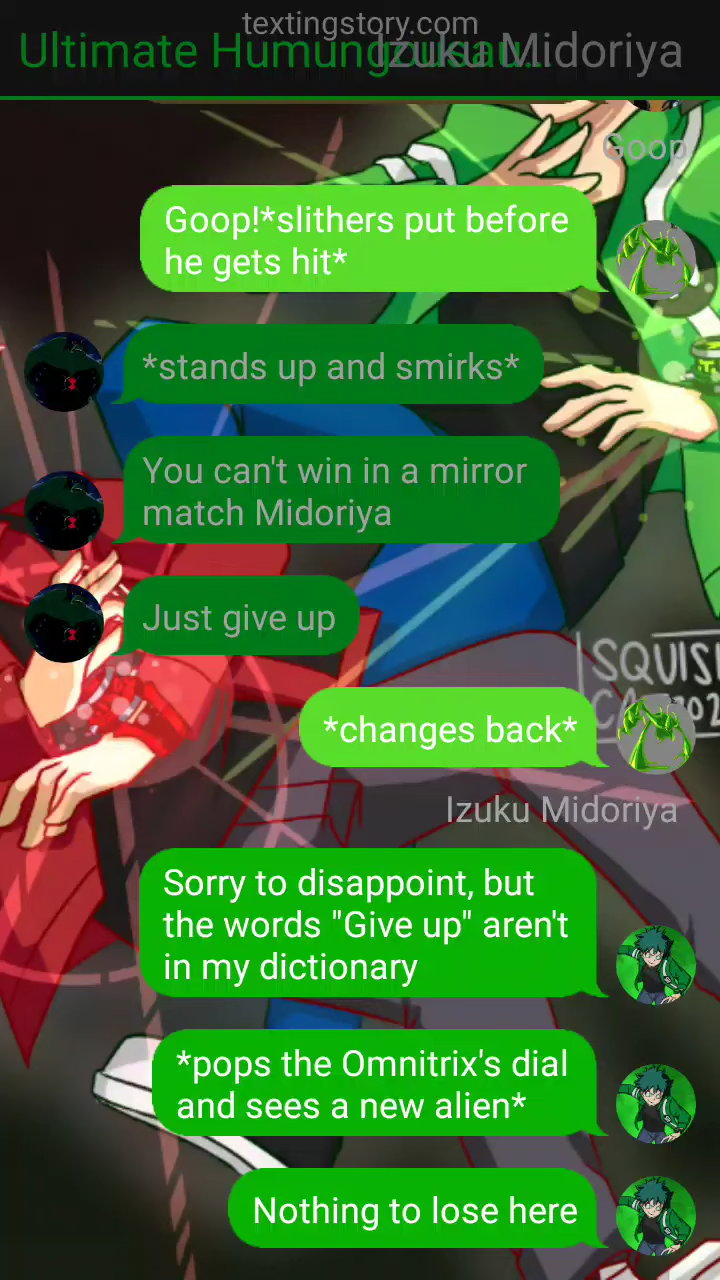 textingstory.com
Ultimate Humungousau... Izuku Midoriya
Goop
Goop!*slithers put before
he gets hit*
*stands up and smirks*
You can't win in a mirror
match Midoriya
Just give up
SQUIS
*changes back*
Izuku Midoriya
Sorry to disappoint, but
the words "Give up" aren't
in my dictionary
*pops the Omnitrix's dial
and sees a new alien*
Nothing to lose here